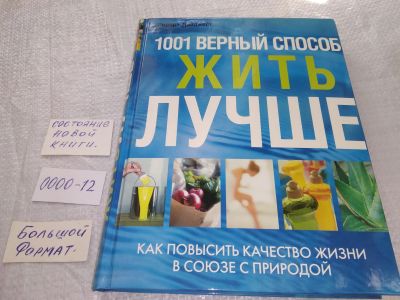 1001 ВЕРНЫЙ СПОСОБ
ЖИТЬ
ЛУЧШЕ
КАК ПОВЫСИТЬ КАЧЕСТВО ЖИЗНИ
В СОЮЗЕ С ПРИРОДОЙ
СОСТОЯНИЕ
НОВОЙ
КНИГИ.
0000-12
БОЛЬШОЙ
ФОРМАТ.